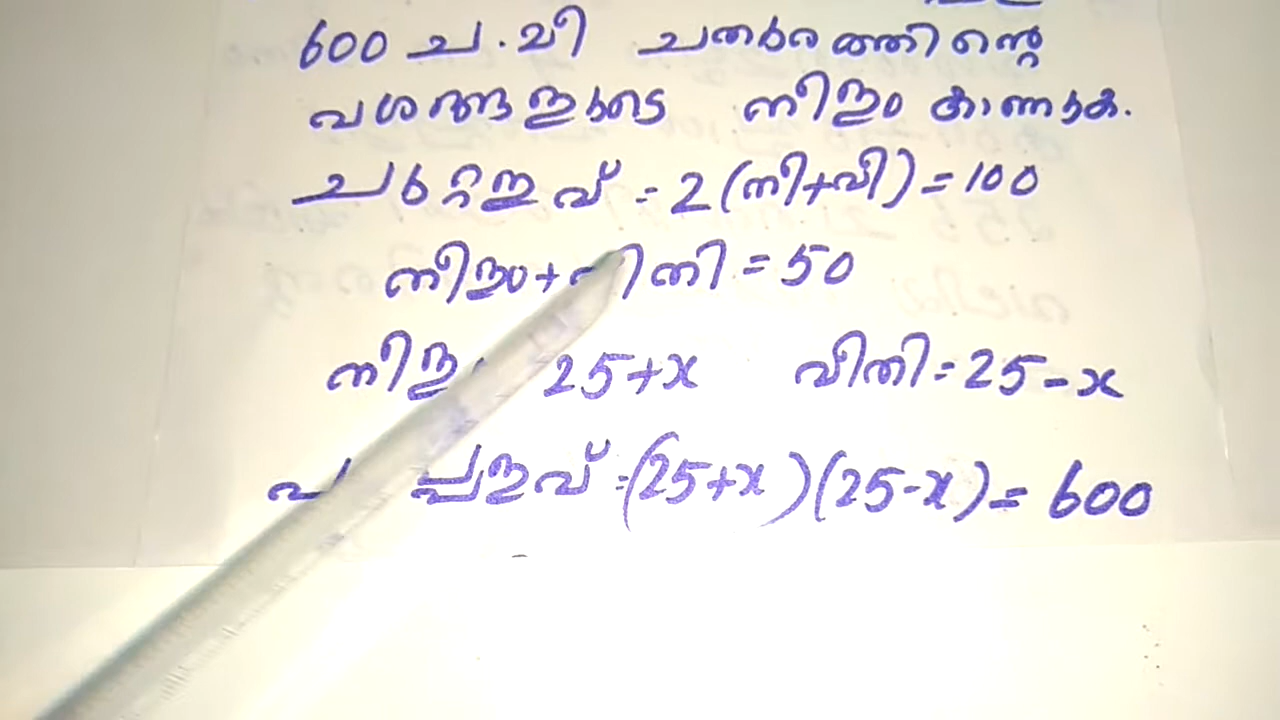 600 ച.മീ ചതുരത്തിന്റെ
വശങ്ങളുടെ നീളം കാണുക.
ചുറ്റളവ് = 2(നീ+വീ) = 100
നീളം + = 50
25+x വീതി = 25-x
= (25+x)(25-x) = 600